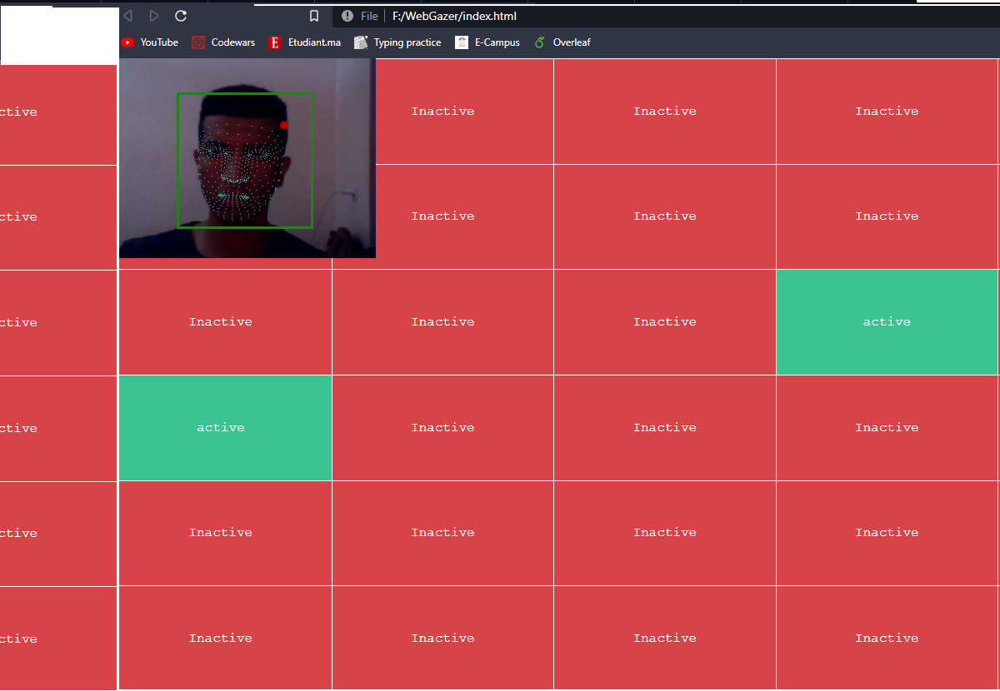 File F:/WebGazer/index.html
YouTube Codewars Etudiant.ma Typing practice E-Campus Overleaf
ctive Inactive Inactive Inactive
ctive Inactive Inactive Inactive
ctive Inactive Inactive Inactive active
ctive active Inactive Inactive Inactive
ctive Inactive Inactive Inactive Inactive
ctive Inactive Inactive Inactive Inactive